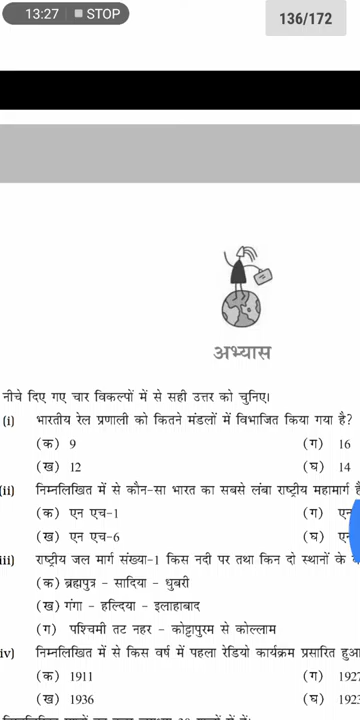 13:27 STOP
136/172
अभ्यास
नीचे दिए गए चार विकल्पों में से सही उत्तर को चुनिए।
(i) भारतीय रेल प्रणाली को कितने मंडलों में विभाजित किया गया है?
(क) 9 (ग) 16
(ख) 12 (घ) 14
(ii) निम्नलिखित में से कौन-सा भारत का सबसे लंबा राष्ट्रीय महामार्ग
(क) एन एच-1 (ग)
(ख) एन एच-6 (घ)
iii) राष्ट्रीय जल मार्ग संख्या-1 किस नदी पर तथा किन दो स्थानों के
(क) ब्रह्मपुत्र - सादिया - धुबरी
(ख) गंगा - हल्दिया - इलाहाबाद
(ग) पश्चिमी तट नहर - कोट्टापुरम से कोल्लाम
iv) निम्नलिखित में से किस वर्ष में पहला रेडियो कार्यक्रम प्रसारित
(क) 1911 (ग) 1927
(ख) 1936 (घ) 1923